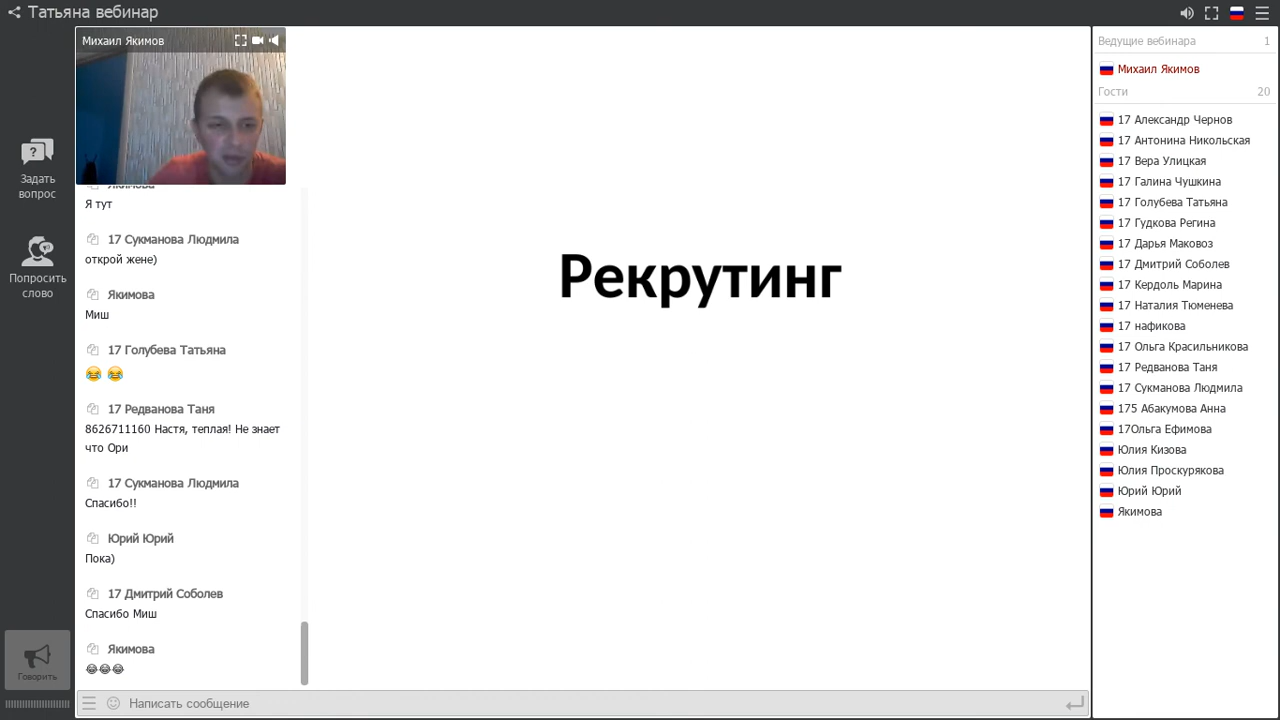 Татьяна вебинар
Михаил Якимов
Задать
вопрос
Попросить
слово
Говорить
Якимова
Я тут
17 Сукманова Людмила
открой жене)
Якимова
Миш
17 Голубева Татьяна
😂 😂
17 Редванова Таня
8626711160 Настя, теплая! Не знает
что Ори
17 Сукманова Людмила
Спасибо!!
Юрий Юрий
Пока)
17 Дмитрий Соболев
Спасибо Миш
Якимова
😂😂😂
Написать сообщение
Рекрутинг
Ведущие вебинара 1
Михаил Якимов
Гости 20
17 Александр Чернов
17 Антонина Никольская
17 Вера Улицкая
17 Галина Чушкина
17 Голубева Татьяна
17 Гудкова Регина
17 Дарья Маковоз
17 Дмитрий Соболев
17 Кердоль Марина
17 Наталия Тюменева
17 нафикова
17 Ольга Красильникова
17 Редванова Таня
17 Сукманова Людмила
175 Абакумова Анна
17Ольга Ефимова
Юлия Кизова
Юлия Проскурякова
Юрий Юрий
Якимова